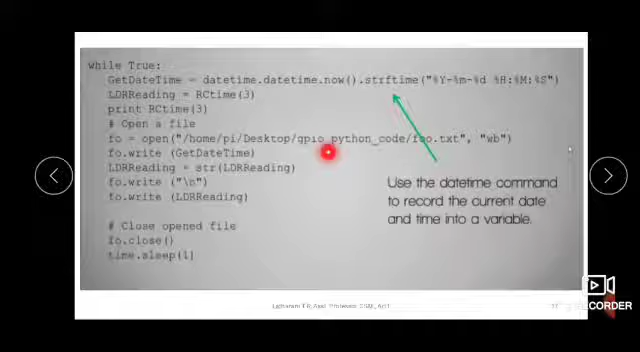 while True:
GetDateTime = datetime.datetime.now().strftime("%Y-%m-%d %H:%M:%S")
LDRReading = RCtime(3)
print RCtime(3)
# Open a file
fo = open("/home/pi/Desktop/gpio_python_code/foo.txt", "wb")
fo.write (GetDateTime)
LDRReading = str(LDRReading)
fo.write ("\n")
fo.write (LDRReading)
# Close opened file
fo.close()
time.sleep(1)
Use the datetime command
to record the current date
and time into a variable.
Professor
RECORDER